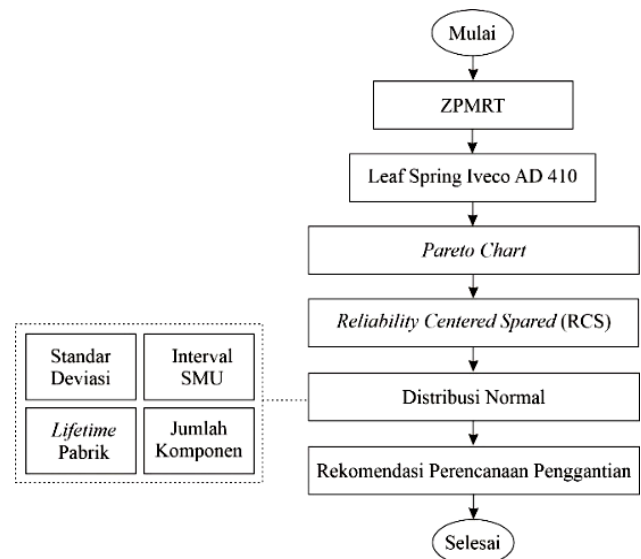 Mulai
ZPMRT
Leaf Spring Iveco AD 410
Pareto Chart
Reliability Centered Spared (RCS)
Standar
Deviasi
Interval
SMU
Lifetime
Pabrik
Jumlah
Komponen
Distribusi Normal
Rekomendasi Perencanaan Penggantian
Selesai